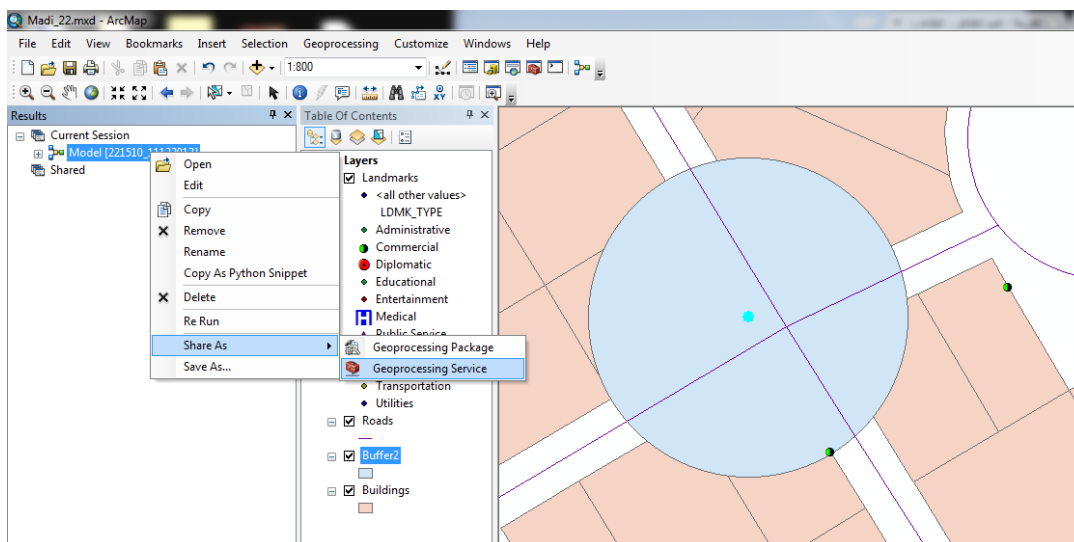 Madi_22.mxd - ArcMap
File Edit View Bookmarks Insert Selection Geoprocessing Customize Windows Help
1:800
Results
Current Session
Model [221510_11122012]
Shared
Open
Edit
Copy
Remove
Rename
Copy As Python Snippet
Delete
Re Run
Share As
Save As...
Geoprocessing Package
Geoprocessing Service
Table Of Contents
Layers
Landmarks
<all other values>
LDMK_TYPE
Administrative
Commercial
Diplomatic
Educational
Entertainment
Medical
Public Service
Transportation
Utilities
Roads
Buffer2
Buildings